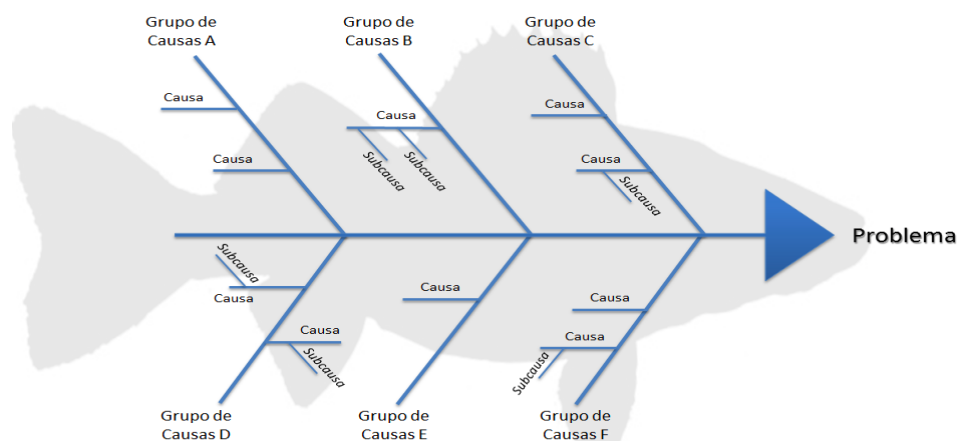 Grupo de
Causas A
Grupo de
Causas B
Grupo de
Causas C
Causa
Causa
Causa
Subcausa
Subcausa
Causa
Causa
Subcausa
Problema
Subcausa
Causa
Causa
Subcausa
Causa
Causa
Causa
Subcausa
Grupo de
Causas D
Grupo de
Causas E
Grupo de
Causas F